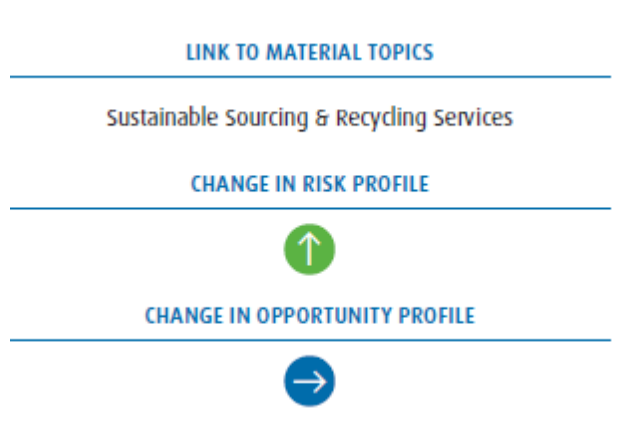 LINK TO MATERIAL TOPICS
Sustainable Sourcing & Recycling Services
CHANGE IN RISK PROFILE
CHANGE IN OPPORTUNITY PROFILE